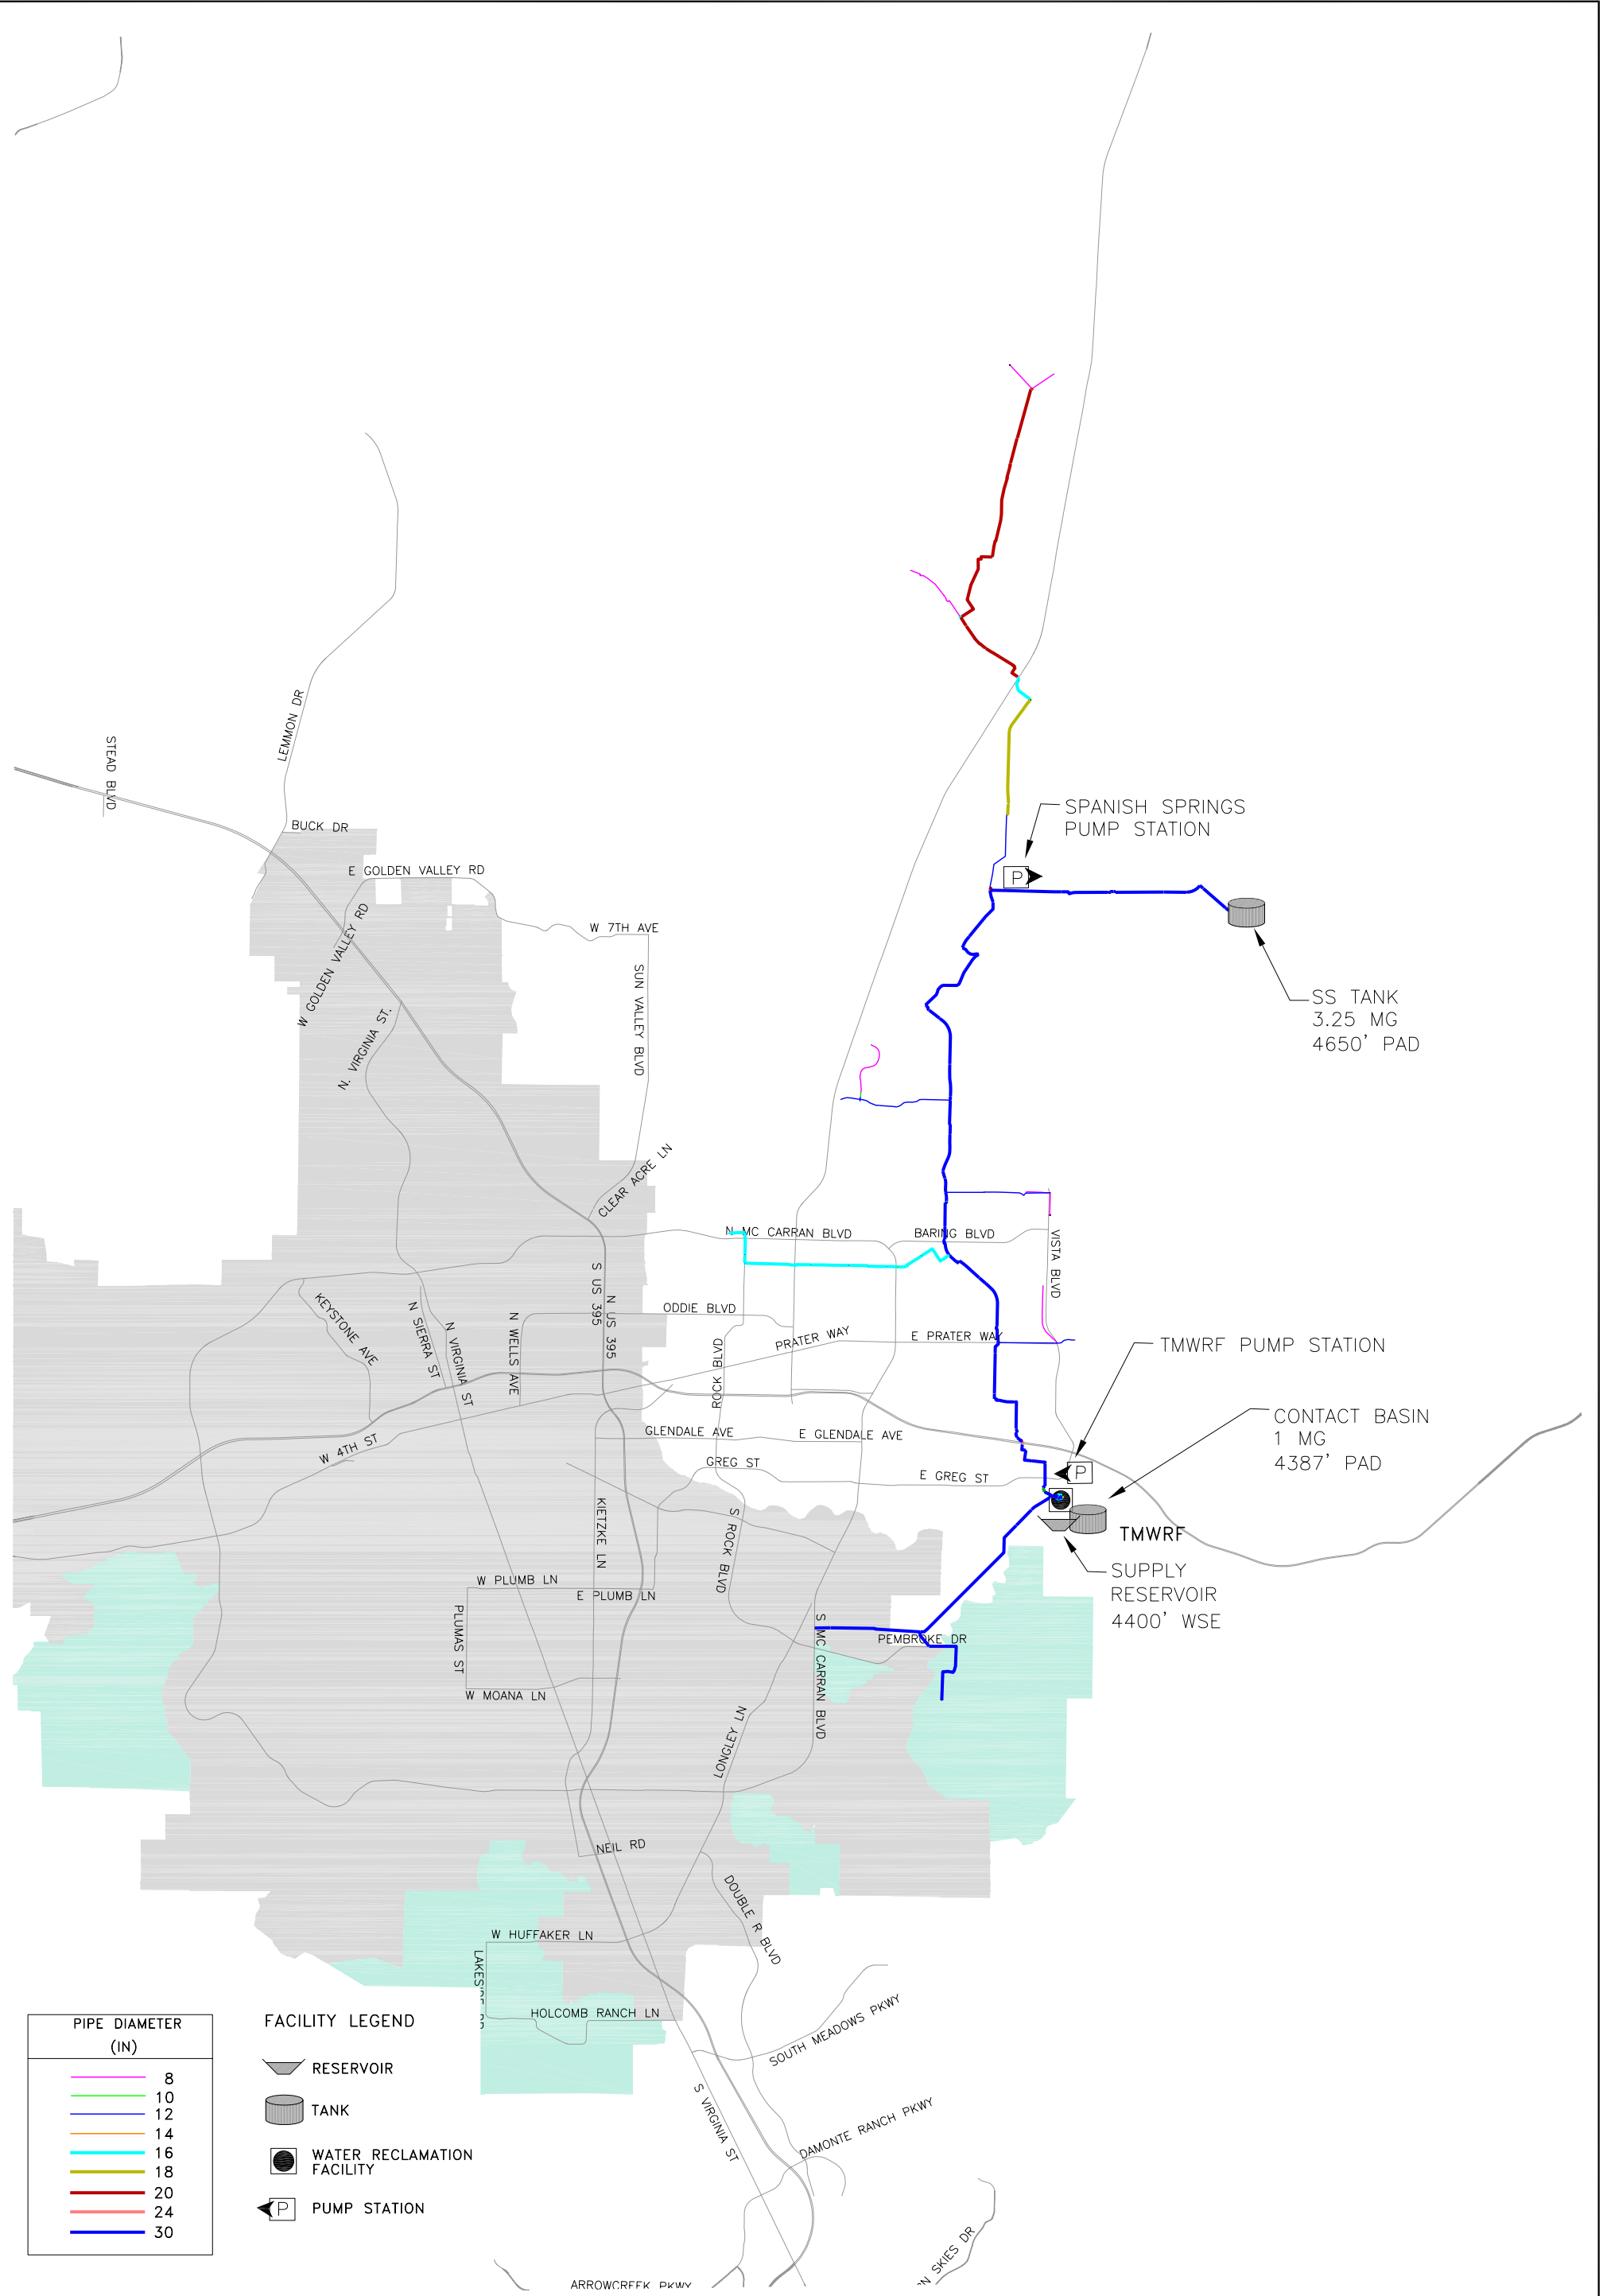 LEMMON DR
STEAD BLVD
SPANISH SPRINGS
PUMP STATION
P
BUCK DR
E GOLDEN VALLEY RD
W GOLDEN VALLEY RD
W 7TH AVE
SUN VALLEY BLVD
SS TANK
3.25 MG
4650' PAD
N. VIRGINIA ST.
CLEAR ACRE LN
N MC CARRAN BLVD
BARING BLVD
VISTA BLVD
S US 395
N US 395
KEYSTONE AVE
N SIERRA ST
N VIRGINIA ST
N WELLS AVE
ODDIE BLVD
ROCK BLVD
PRATER WAY
E PRATER WAY
TMWRF PUMP STATION
CONTACT BASIN
1 MG
4387' PAD
W 4TH ST
GLENDALE AVE
E GLENDALE AVE
GREG ST
E GREG ST
P
KIETZKE LN
S ROCK BLVD
TMWRF
SUPPLY
RESERVOIR
4400' WSE
W PLUMB LN
E PLUMB LN
PLUMAS ST
PEMBROKE DR
S MC CARRAN BLVD
W MOANA LN
LONGLEY LN
NEIL RD
DOUBLE R BLVD
W HUFFAKER LN
LAKESIDE DR
HOLCOMB RANCH LN
SOUTH MEADOWS PKWY
S VIRGINIA ST
DAMONTE RANCH PKWY
ARROWCREEK PKWY
SKIES DR
PIPE DIAMETER
(IN)
8
10
12
14
16
18
20
24
30
FACILITY LEGEND
RESERVOIR
TANK
WATER RECLAMATION
FACILITY
P
PUMP STATION